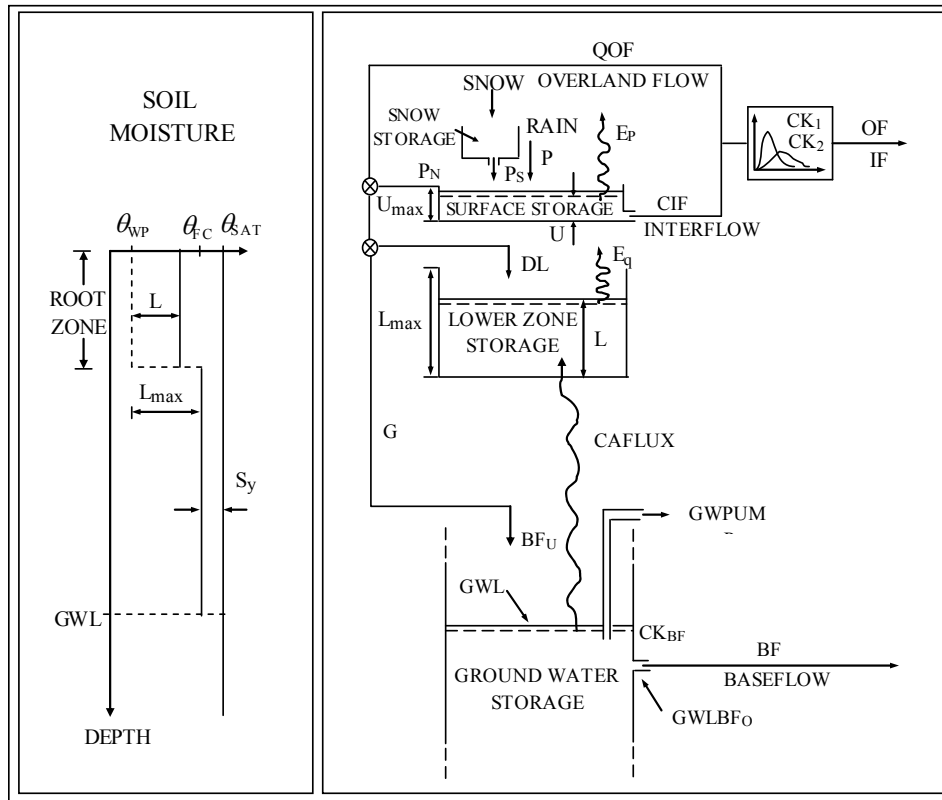 SOIL
MOISTURE
θWP
θFC
θSAT
ROOT
ZONE
L
Lmax
Sy
GWL
DEPTH
QOF
OVERLAND FLOW
SNOW
SNOW
STORAGE
RAIN
P
PS
EP
PN
Umax
SURFACE STORAGE
U
CIF
INTERFLOW
CK1
CK2
OF
IF
DL
Eq
Lmax
LOWER ZONE
STORAGE
L
G
CAFLUX
BFU
GWPUM
GWL
CKBF
GROUND WATER
STORAGE
BF
BASEFLOW
GWLBFO